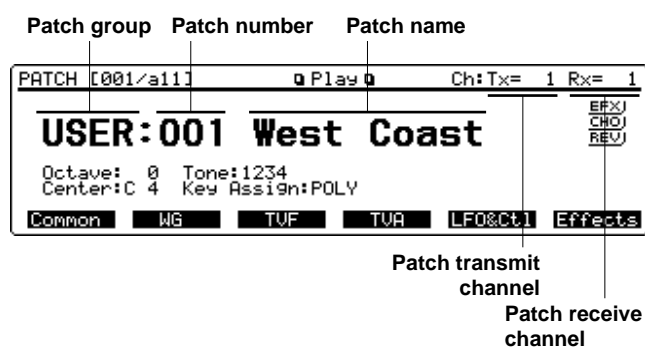 Patch group Patch number Patch name
PATCH [001/a11] Play Ch:Tx= 1 Rx= 1
USER:001 West Coast
EFX
CHO
REV
Octave: 0 Tone:1234
Center:C 4 Key Assign:POLY
Common WG TVF TVA LFO&Ctl Effects
Patch transmit
channel
Patch receive
channel